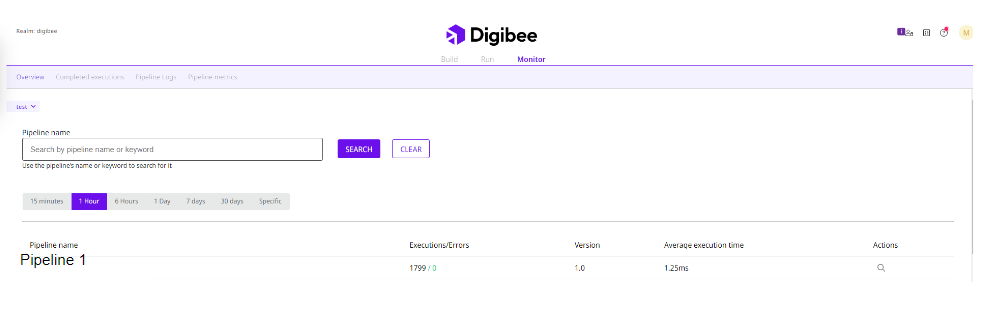 Realm: digibee
Digibee
Build Run Monitor
Overview Completed executions Pipeline Logs Pipeline metrics
test
Pipeline name
Search by pipeline name or keyword SEARCH CLEAR
Use the pipeline's name or keyword to search for it
15 minutes 1 Hour 6 Hours 1 Day 7 days 30 days Specific
Pipeline name Executions/Errors Version Average execution time Actions
Pipeline 1
1799 / 0 1.0 1.25ms
M